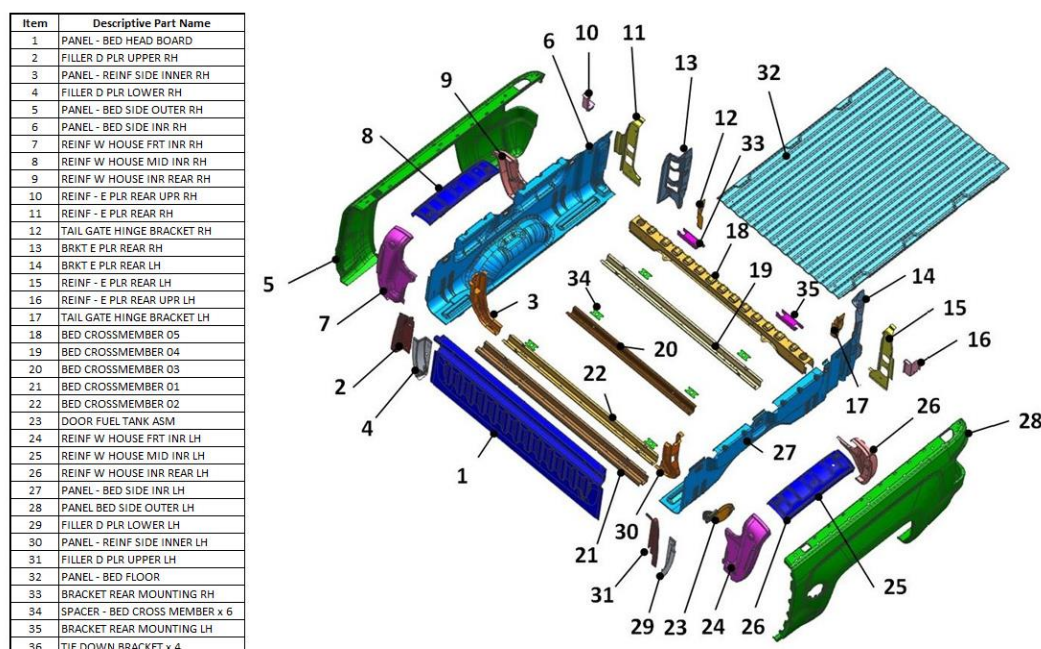 Item Descriptive Part Name
1 PANEL - BED HEAD BOARD
2 FILLER D PLR UPPER RH
3 PANEL - REINF SIDE INNER RH
4 FILLER D PLR LOWER RH
5 PANEL - BED SIDE OUTER RH
6 PANEL - BED SIDE INR RH
7 REINF W HOUSE FRT INR RH
8 REINF W HOUSE MID INR RH
9 REINF W HOUSE INR REAR RH
10 REINF - E PLR REAR UPR RH
11 REINF - E PLR REAR RH
12 TAIL GATE HINGE BRACKET RH
13 BRKT E PLR REAR RH
14 BRKT E PLR REAR LH
15 REINF - E PLR REAR LH
16 REINF - E PLR REAR UPR LH
17 TAIL GATE HINGE BRACKET LH
18 BED CROSSMEMBER 05
19 BED CROSSMEMBER 04
20 BED CROSSMEMBER 03
21 BED CROSSMEMBER 01
22 BED CROSSMEMBER 02
23 DOOR FUEL TANK ASM
24 REINF W HOUSE FRT INR LH
25 REINF W HOUSE MID INR LH
26 REINF W HOUSE INR REAR LH
27 PANEL - BED SIDE INR LH
28 PANEL BED SIDE OUTER LH
29 FILLER D PLR LOWER LH
30 PANEL - REINF SIDE INNER LH
31 FILLER D PLR UPPER LH
32 PANEL - BED FLOOR
33 BRACKET REAR MOUNTING RH
34 SPACER - BED CROSS MEMBER x 6
35 BRACKET REAR MOUNTING LH
36 TIE DOWN BRACKET x 4
10
11
6
13
32
9
12
8
33
18
14
5
34
19
35
15
7
3
16
20
2
22
17
4
26
28
27
1
30
21
31
25
29
23
24
26